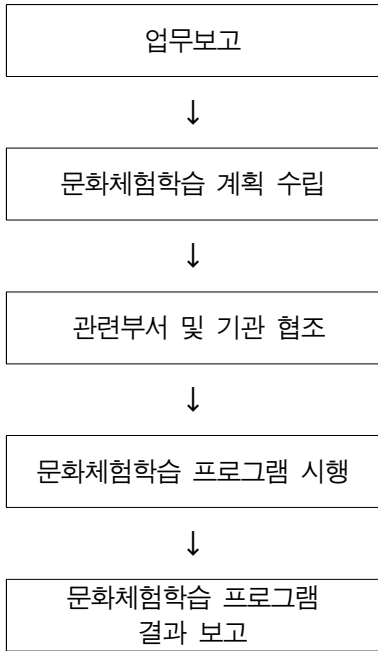 업무보고
↓
문화체험학습 계획 수립
↓
관련부서 및 기관 협조
↓
문화체험학습 프로그램 시행
↓
문화체험학습 프로그램
결과 보고